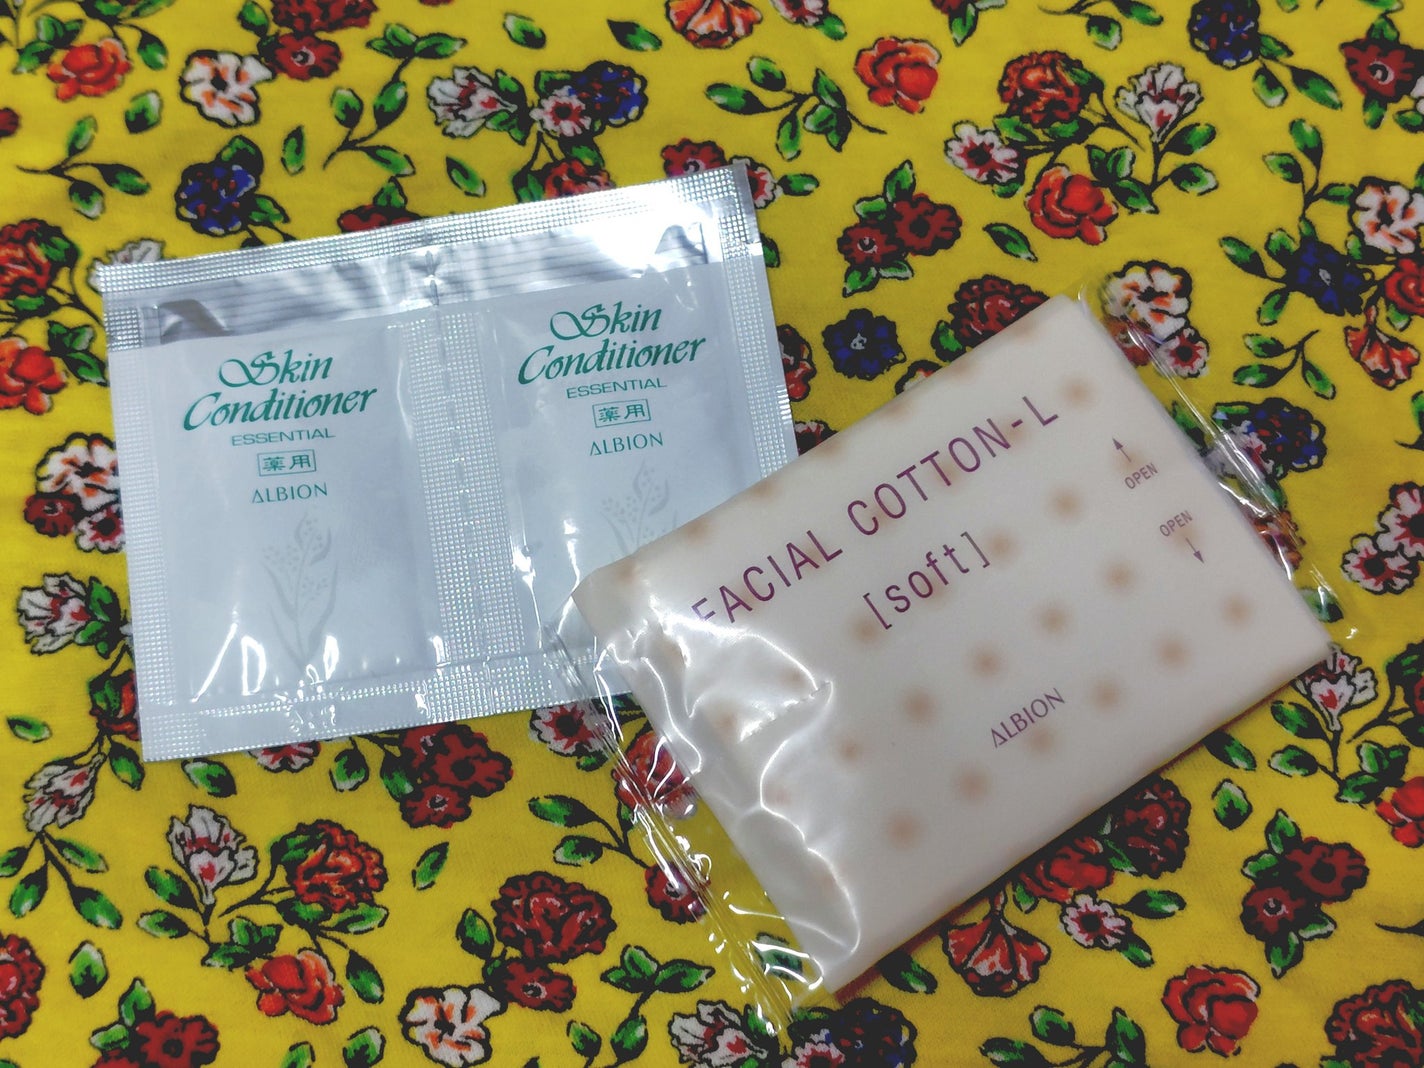 Skin
Conditioner
ESSENTIAL
薬用
ALBION
Skin
Conditioner
ESSENTIAL
薬用
ALBION
FACIAL COTTON-L
[soft]
OPEN
OPEN
ALBION